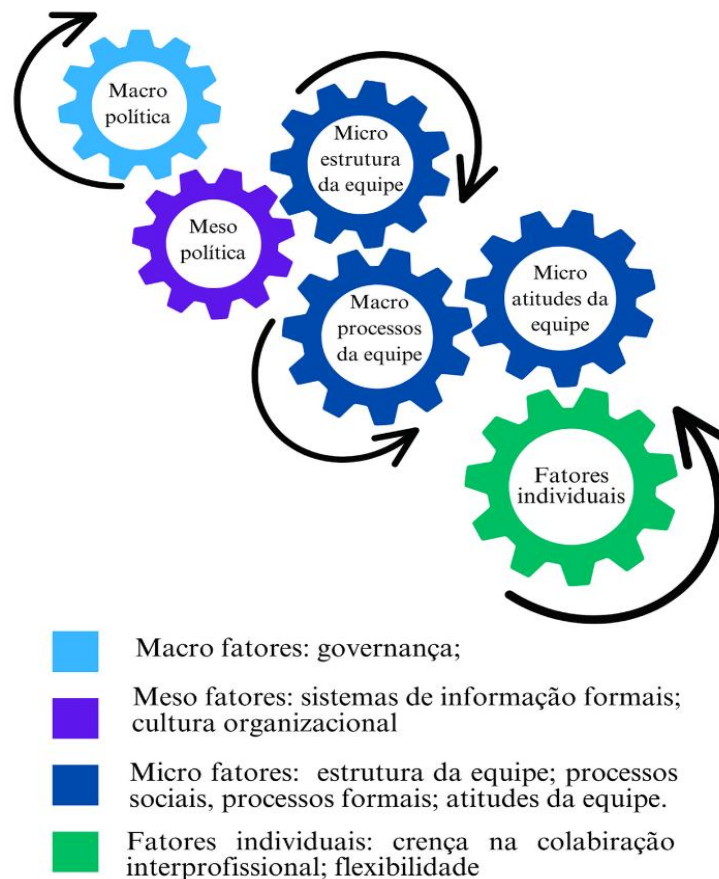 Macro
política
Micro
estrutura
da equipe
Meso
política
Macro
processos
da equipe
Micro
atitudes da
equipe
Fatores
individuais
Macro fatores: governança;
Meso fatores: sistemas de informação formais;
cultura organizacional
Micro fatores: estrutura da equipe; processos
sociais, processos formais; atitudes da equipe.
Fatores individuais: crença na colabiração
interprofissional; flexibilidade